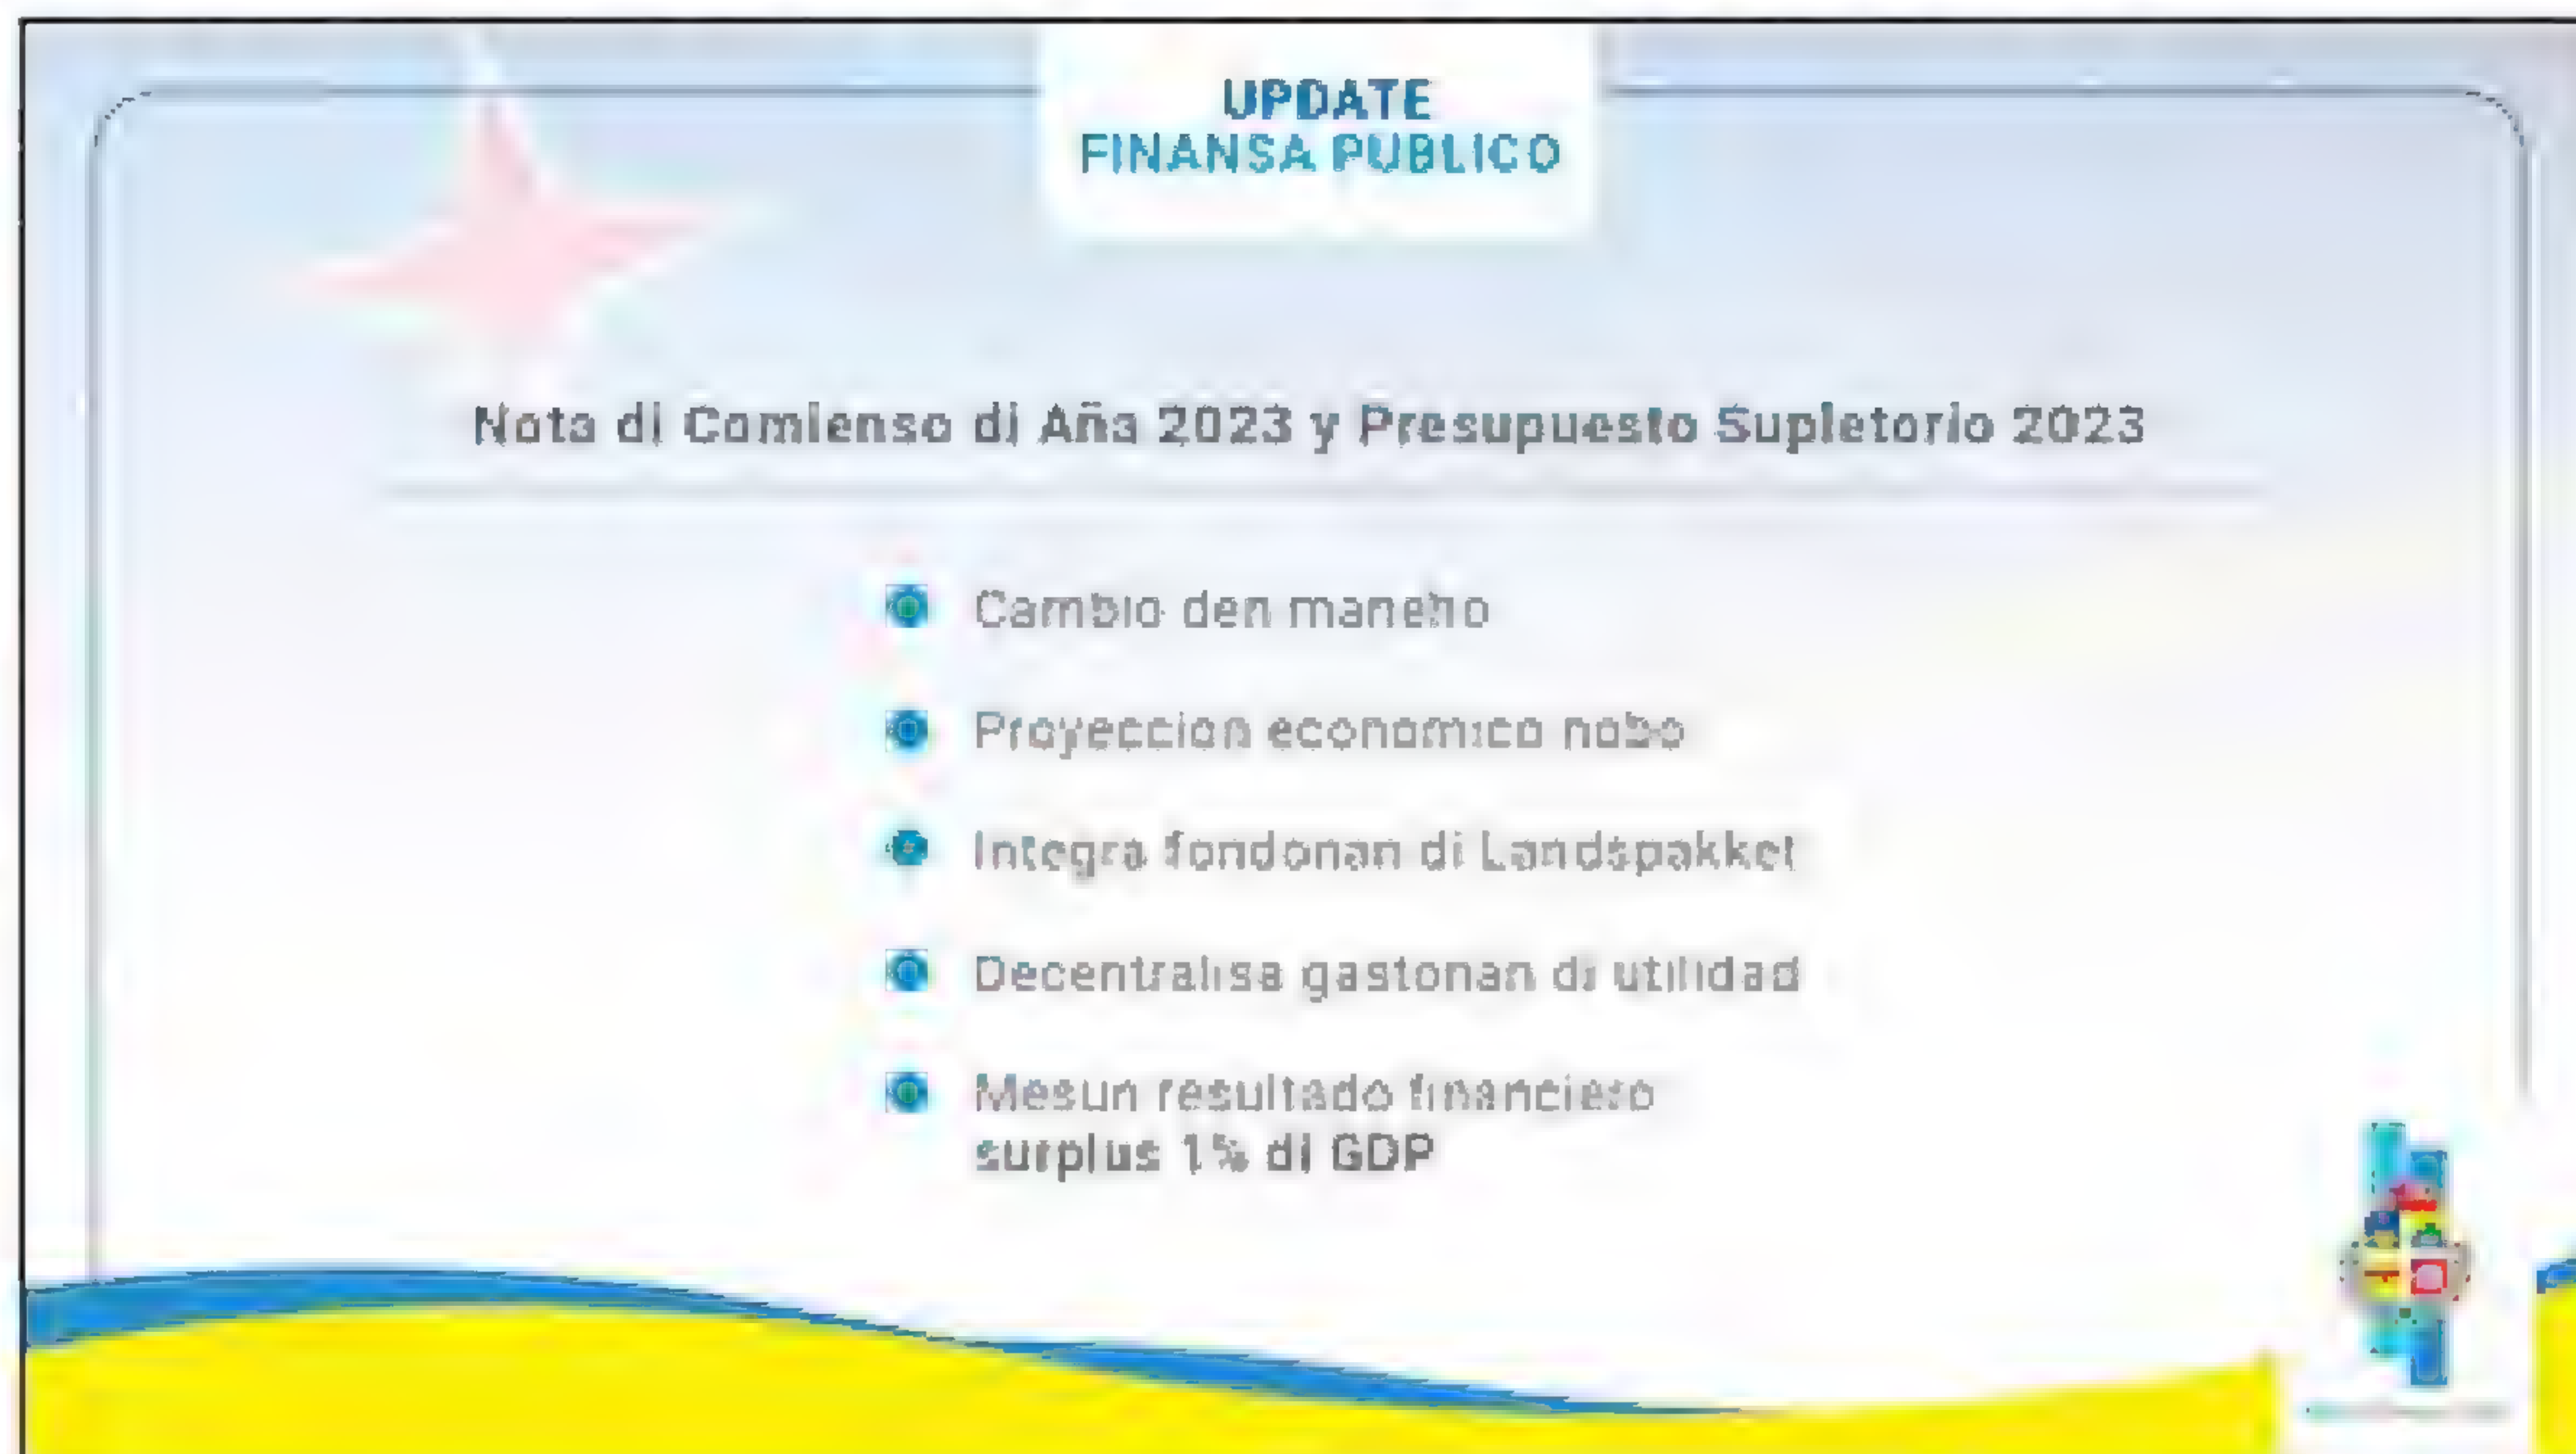 UPDATE
FINANSA PUBLICO
Nota di Comienso di Aña 2023 y Presupuesto Supletorio 2023
Cambio den maneho
Proyeccion economico nobo
Integra fondonan di Landspakket
Decentralisa gastonan di utilidad
Mesun resultado financiero
surplus 1% di GDP